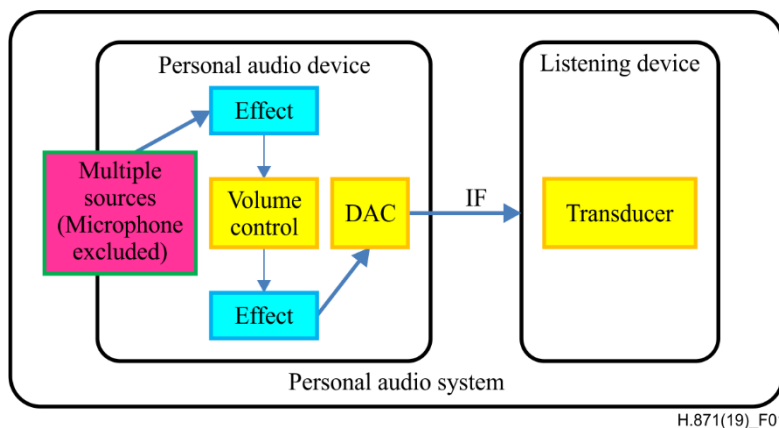 Personal audio device
Listening device
Effect
Multiple
sources
(Microphone
excluded)
Volume
control
DAC
IF
Transducer
Effect
Personal audio system
H.871(19)_F01